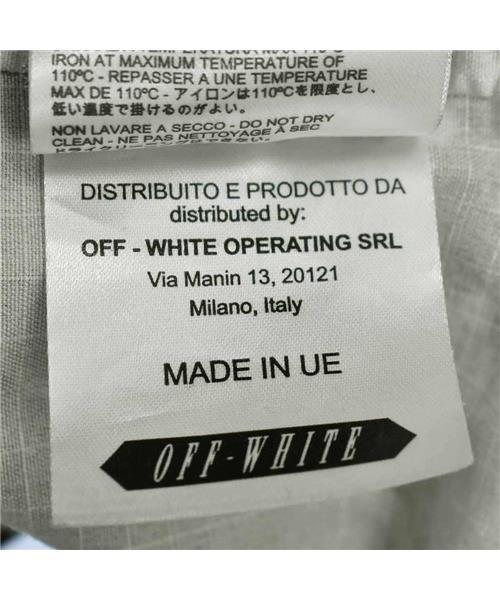 TEMPERATURA MAX 110ºC
IRON AT MAXIMUM TEMPERATURE OF
110ºC - REPASSER A UNE TEMPERATURE
MAX DE 110ºC - アイロンは110ºCを限度とし、
低い温度で掛けるのがよい。
NON LAVARE A SECCO - DO NOT DRY
CLEAN - NE PAS NETTOYAGE À SEC
DISTRIBUITO E PRODOTTO DA
distributed by:
OFF - WHITE OPERATING SRL
Via Manin 13, 20121
Milano, Italy
MADE IN UE
OFF-WHITE